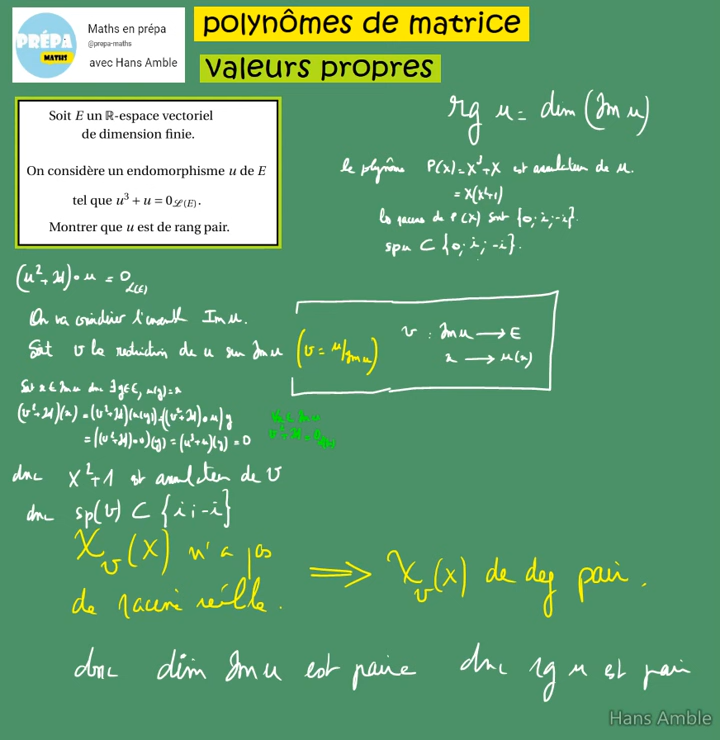 PRÉPA
MATHS
Maths en prépa
@prepa-maths
avec Hans Amble
polynômes de matrice
valeurs propres
Soit E un ℝ-espace vectoriel
de dimension finie.
On considère un endomorphisme u de E
tel que u³ + u = 0_ℒ(E).
Montrer que u est de rang pair.
rg u = dim (Im u)
le polynôme P(X) = X³+X est annulateur de u.
= X(X²+1)
les racines de P(X) sont {0; i; -i}.
sp u ⊂ {0; i; -i}.
(u² + Id) ∘ u = 0_ℒ(E)
On va considérer l'ensemble Im u.
Soit v la restriction de u sur Im u (v = u/Im u)
v : Im u → E
x → u(x)
Soit x ∈ Im u donc ∃ y ∈ E, u(y) = x
(v²+Id)(x) = (v²+Id)(u(y)) = ((v²+Id)∘u) y
= (u³+u)(y) = 0
donc X²+1 est annulateur de v
donc sp(v) ⊂ {i; -i}
χ_v(X) n'a pas
de racine réelle.
⟹ χ_v(X) de deg pair.
donc dim Im u est paire donc rg u est pair
Hans Amble